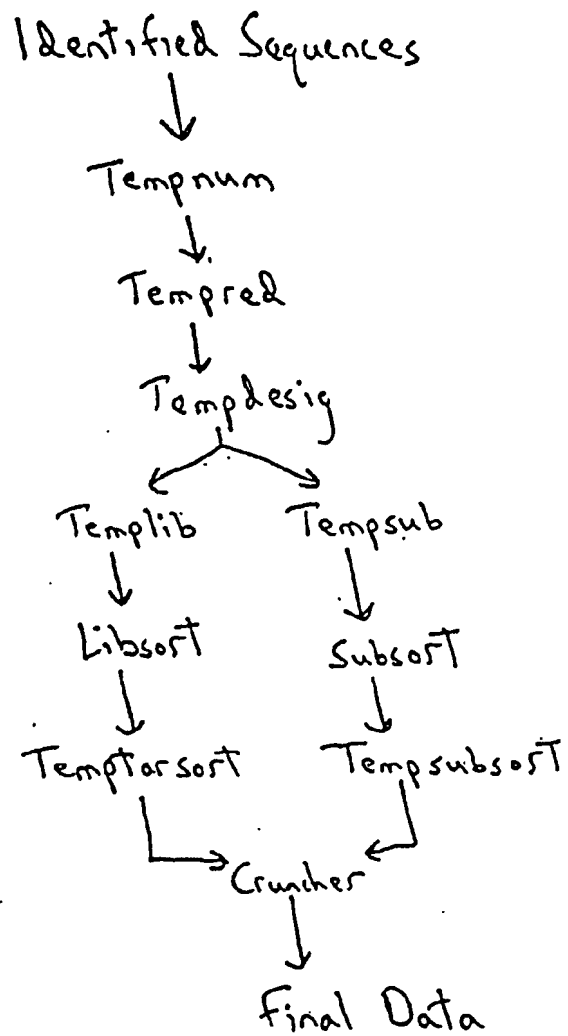 Identified Sequences
Tempnum
Tempred
Tempdesig
Templib Tempsub
Libsort Subsort
Temptarsort Tempsubsort
Cruncher
Final Data